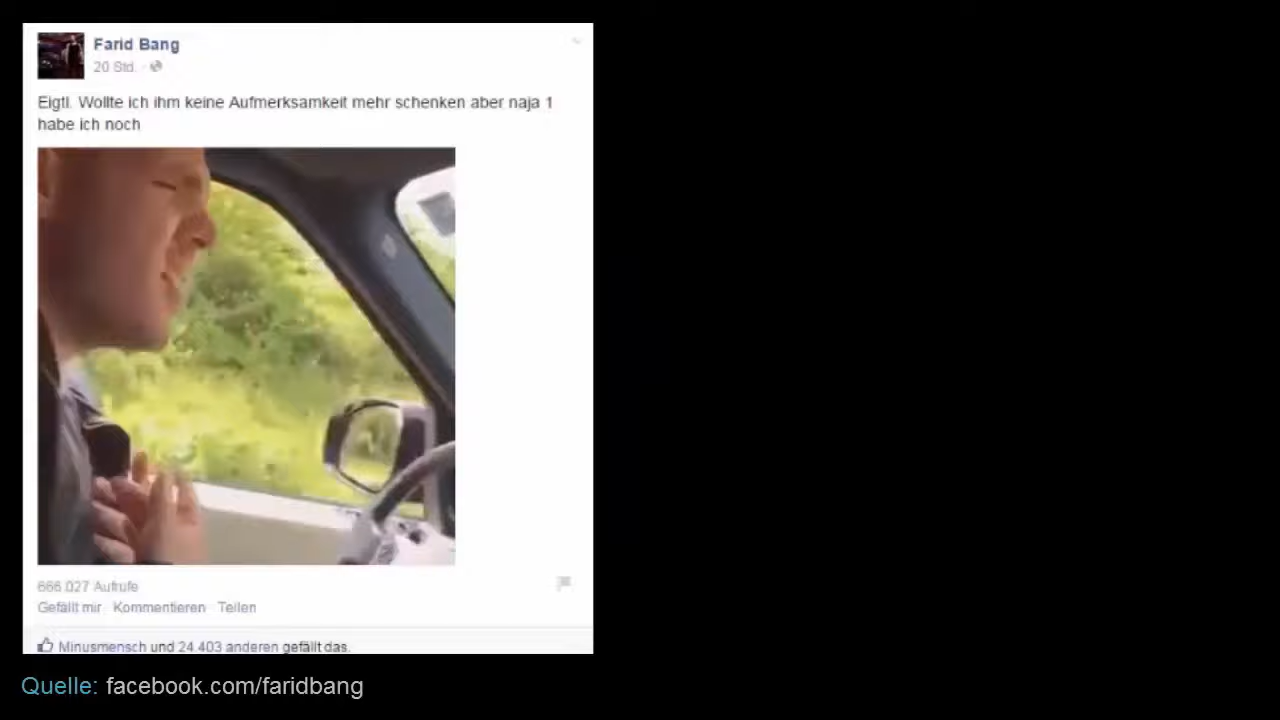 Farid Bang
20 Std. ·
Eigtl. Wollte ich ihm keine Aufmerksamkeit mehr schenken aber naja 1
habe ich noch
666.027 Aufrufe
Gefällt mir · Kommentieren · Teilen
Minusmensch und 24.403 anderen gefällt das.
Quelle: facebook.com/faridbang